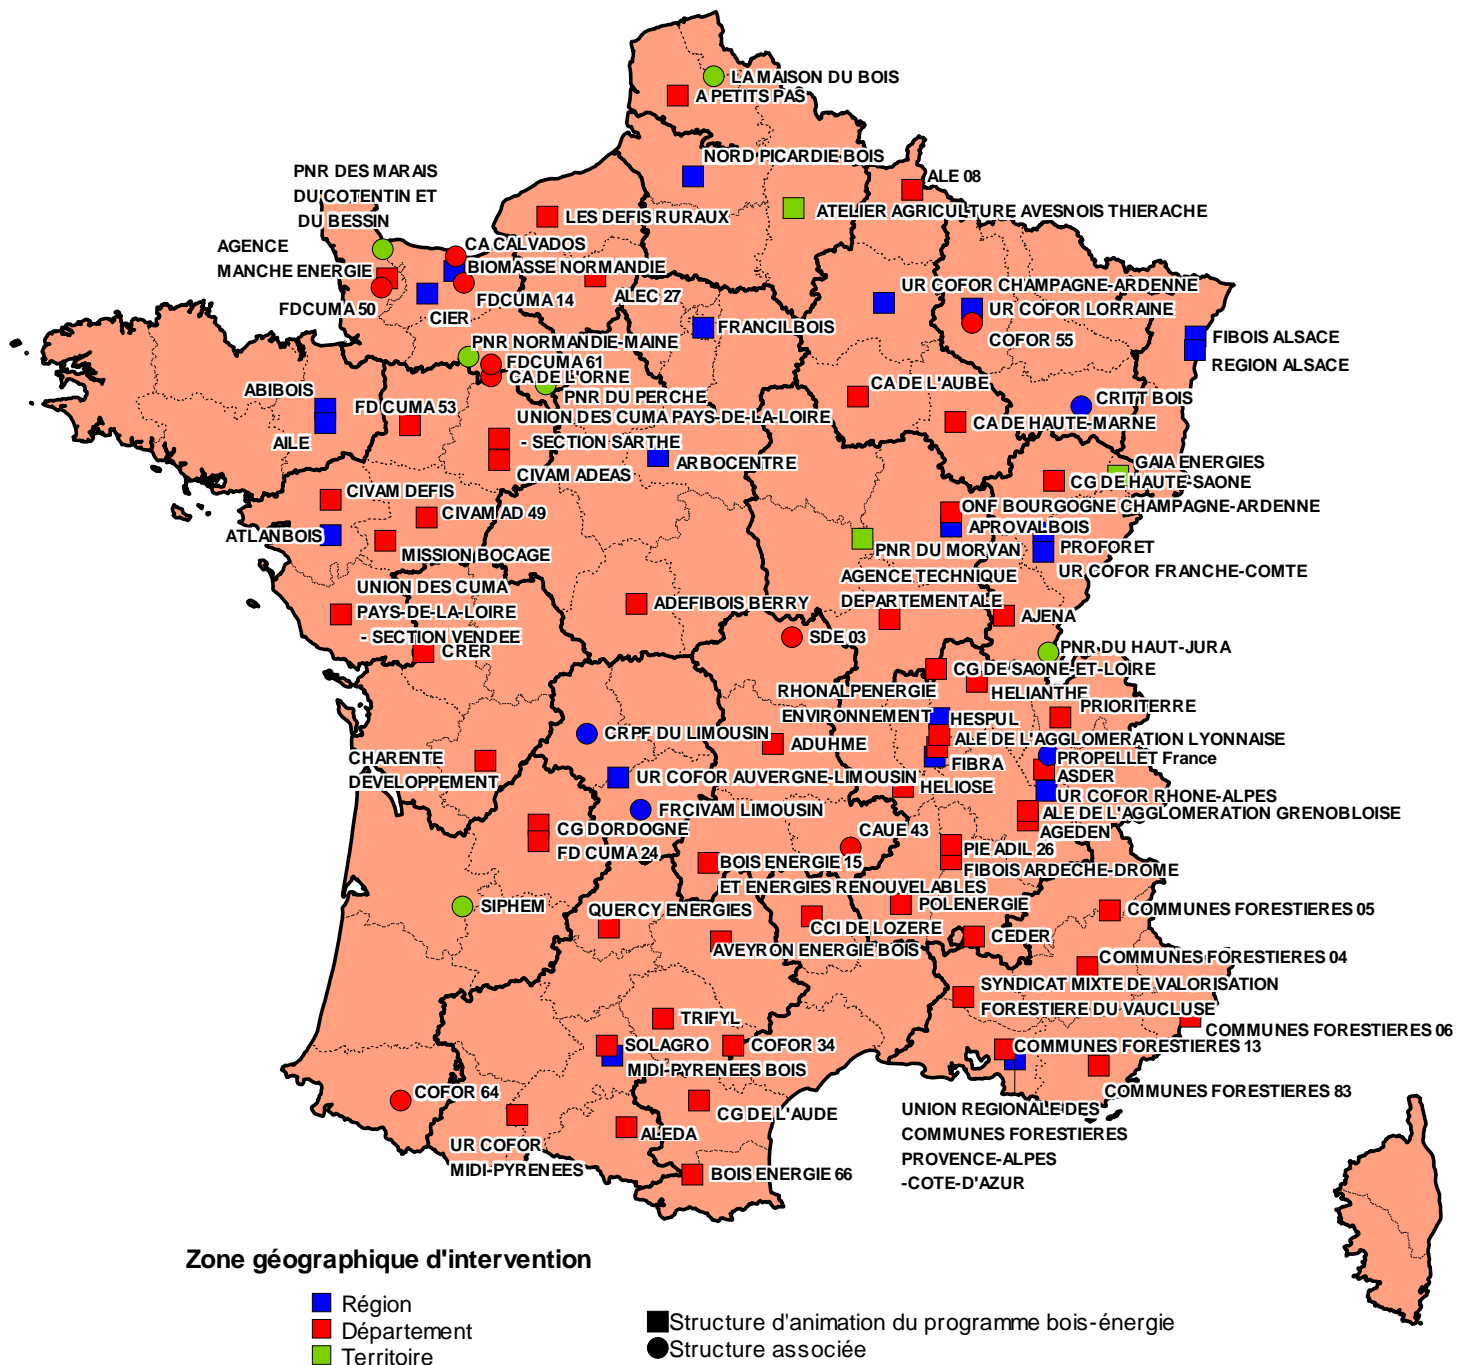 LA MAISON DU BOIS
A PETITS PAS
NORD PICARDIE BOIS
PNR DES MARAIS
DU COTENTIN ET
DU BESSIN
ALE 08
LES DEFIS RURAUX
ATELIER AGRICULTURE AVESNOIS THIERACHE
AGENCE
MANCHE ENERGIE
CA CALVADOS
BIOMASSE NORMANDIE
FDCUMA 50
FDCUMA 14
ALEC 27
CIER
UR COFOR CHAMPAGNE-ARDENNE
UR COFOR LORRAINE
COFOR 55
FRANCILBOIS
FIBOIS ALSACE
REGION ALSACE
PNR NORMANDIE-MAINE
FDCUMA 61
CA DE L'ORNE
PNR DU PERCHE
ABIBOIS
AILE
FD CUMA 53
CA DE L'AUBE
CRITT BOIS
CA DE HAUTE-MARNE
UNION DES CUMA PAYS-DE-LA-LOIRE
- SECTION SARTHE
CIVAM ADEAS
ARBOCENTRE
GAIA ENERGIES
CG DE HAUTE-SAONE
CIVAM DEFIS
CIVAM AD 49
ONF BOURGOGNE CHAMPAGNE-ARDENNE
APROVALBOIS
ATLANBOIS
MISSION BOCAGE
PNR DU MORVAN
PROFORET
UR COFOR FRANCHE-COMTE
UNION DES CUMA
PAYS-DE-LA-LOIRE
- SECTION VENDEE
CRER
ADEFIBOIS BERRY
AGENCE TECHNIQUE
DEPARTEMENTALE
AJENA
SDE 03
PNR DU HAUT-JURA
CG DE SAONE-ET-LOIRE
HELIANTHE
RHONALPENERGIE
ENVIRONNEMENT
HESPUL
PRIORITERRE
CRPF DU LIMOUSIN
ADUHME
ALE DE L'AGGLOMERATION LYONNAISE
FIBRA
PROPELLET France
ASDER
CHARENTE
DEVELOPPEMENT
UR COFOR AUVERGNE-LIMOUSIN
HELIOSE
UR COFOR RHONE-ALPES
FRCIVAM LIMOUSIN
ALE DE L'AGGLOMERATION GRENOBLOISE
AGEDEN
CG DORDOGNE
FD CUMA 24
CAUE 43
PIE ADIL 26
FIBOIS ARDECHE-DROME
BOIS ENERGIE 15
ET ENERGIES RENOUVELABLES
SIPHEM
QUERCY ENERGIES
POLENERGIE
COMMUNES FORESTIERES 05
CCI DE LOZERE
AVEYRON ENERGIE BOIS
CEDER
COMMUNES FORESTIERES 04
SYNDICAT MIXTE DE VALORISATION
FORESTIERE DU VAUCLUSE
TRIFYL
COMMUNES FORESTIERES 06
SOLAGRO
COFOR 34
COMMUNES FORESTIERES 13
MIDI-PYRENEES BOIS
COFOR 64
COMMUNES FORESTIERES 83
CG DE L'AUDE
UNION REGIONALE DES
COMMUNES FORESTIERES
PROVENCE-ALPES
-COTE-D'AZUR
UR COFOR
MIDI-PYRENEES
ALEDA
BOIS ENERGIE 66
Zone géographique d'intervention
Région
Département
Territoire
Structure d'animation du programme bois-énergie
Structure associée